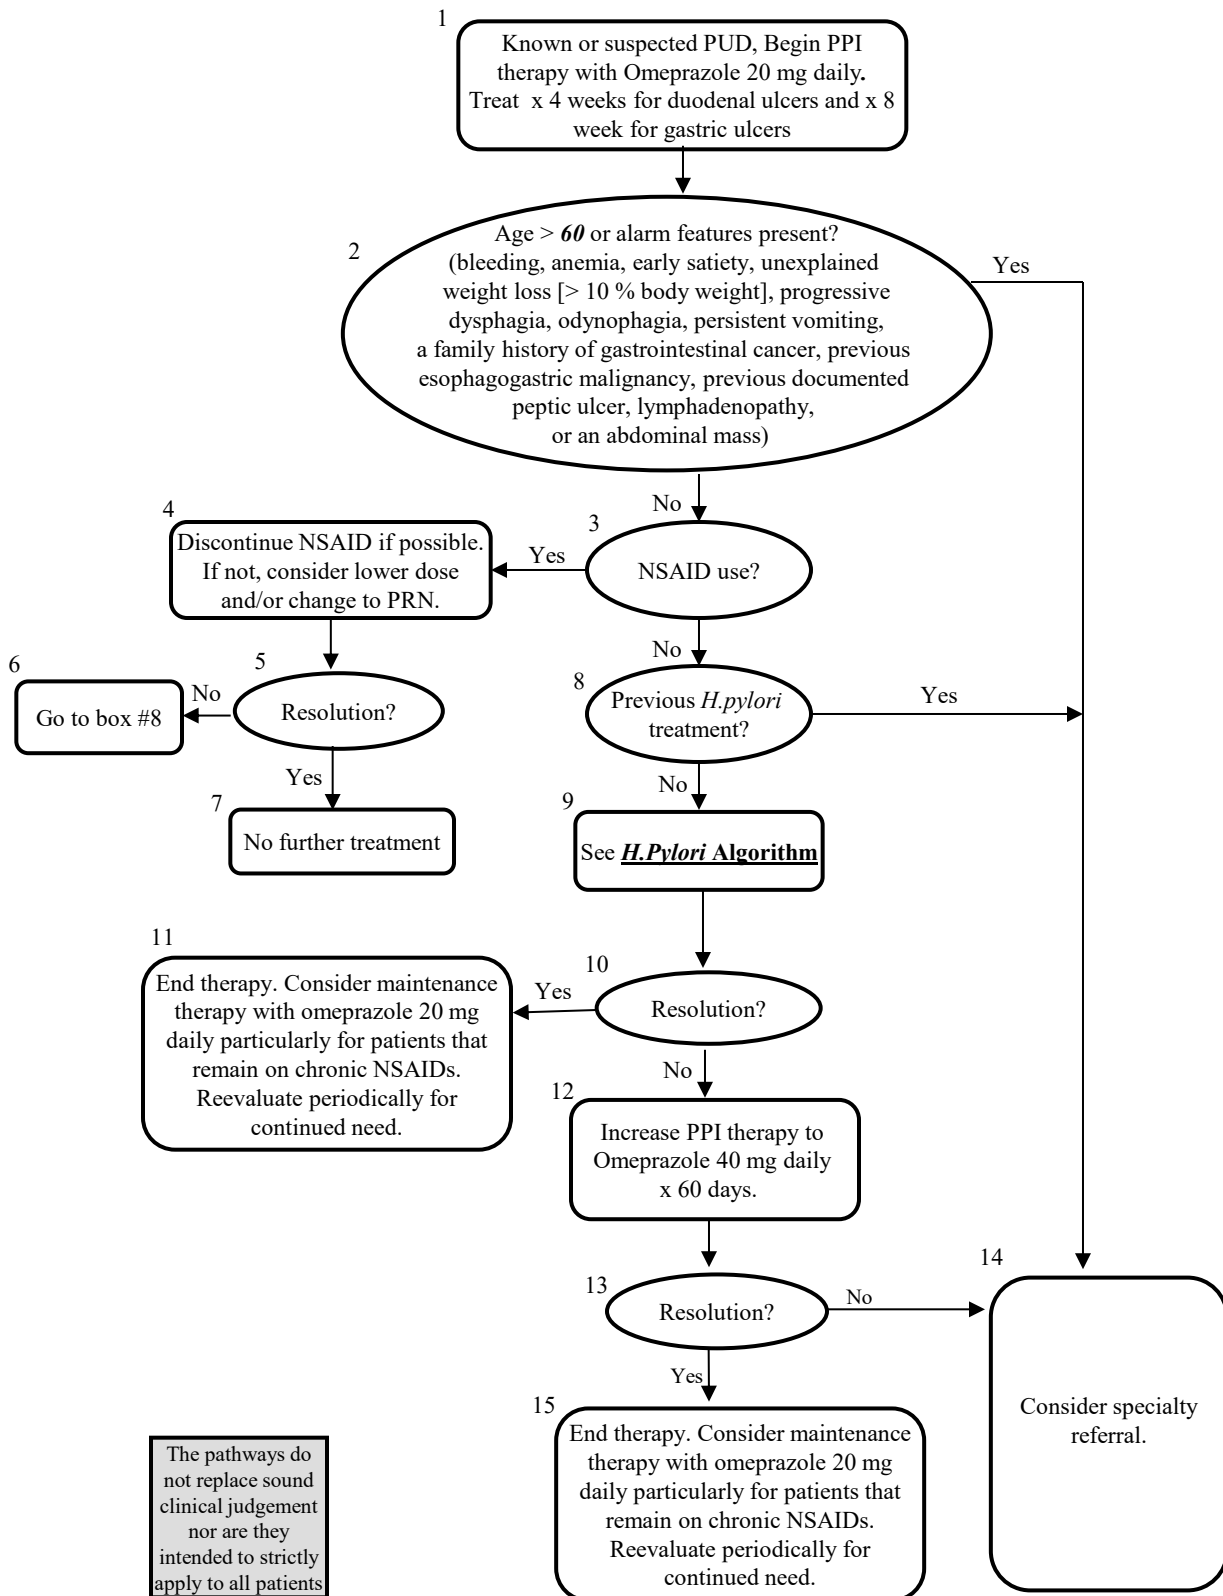 1
Known or suspected PUD, Begin PPI
therapy with Omeprazole 20 mg daily.
Treat x 4 weeks for duodenal ulcers and x 8
week for gastric ulcers
2
Age > 60 or alarm features present?
(bleeding, anemia, early satiety, unexplained
weight loss [> 10 % body weight], progressive
dysphagia, odynophagia, persistent vomiting,
a family history of gastrointestinal cancer, previous
esophagogastric malignancy, previous documented
peptic ulcer, lymphadenopathy,
or an abdominal mass)
Yes
No
3
NSAID use?
Yes
4
Discontinue NSAID if possible.
If not, consider lower dose
and/or change to PRN.
No
5
Resolution?
No
6
Go to box #8
Yes
7
No further treatment
8
Previous H.pylori
treatment?
Yes
No
9
See H.Pylori Algorithm
10
Resolution?
Yes
11
End therapy. Consider maintenance
therapy with omeprazole 20 mg
daily particularly for patients that
remain on chronic NSAIDs.
Reevaluate periodically for
continued need.
No
12
Increase PPI therapy to
Omeprazole 40 mg daily
x 60 days.
13
Resolution?
No
14
Consider specialty
referral.
Yes
15
End therapy. Consider maintenance
therapy with omeprazole 20 mg
daily particularly for patients that
remain on chronic NSAIDs.
Reevaluate periodically for
continued need.
The pathways do
not replace sound
clinical judgement
nor are they
intended to strictly
apply to all patients